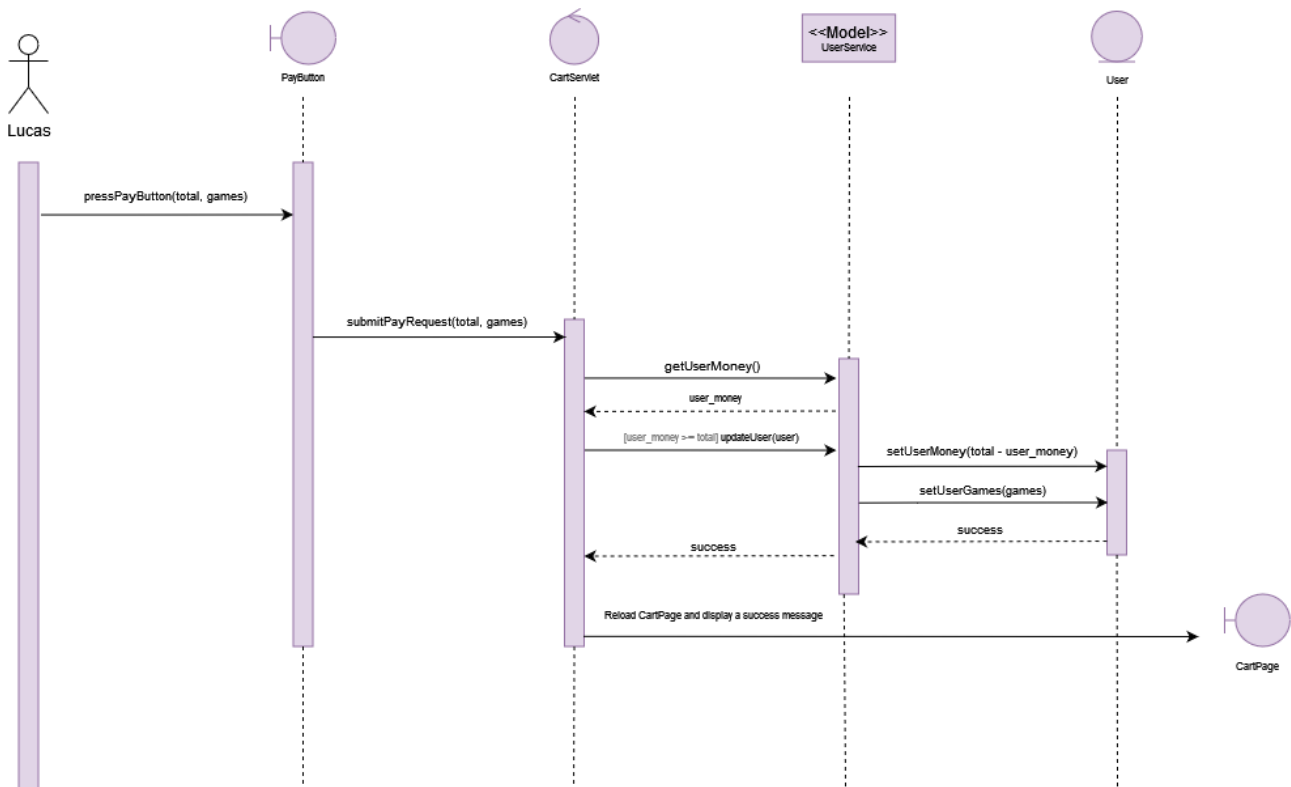 <<Model>>
UserService
PayButton
CartServlet
User
Lucas
pressPayButton(total, games)
submitPayRequest(total, games)
getUserMoney()
user_money
[user_money >= total] updateUser(user)
setUserMoney(total - user_money)
setUserGames(games)
success
success
Reload CartPage and display a success message
CartPage